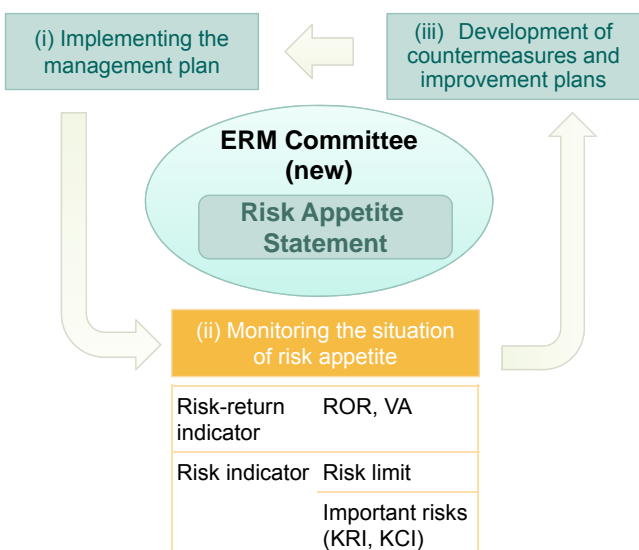 (i) Implementing the
management plan
(iii) Development of
countermeasures and
improvement plans
ERM Committee
(new)
Risk Appetite
Statement
(ii) Monitoring the situation
of risk appetite
Risk-return
indicator
ROR, VA
Risk indicator
Risk limit
Important risks
(KRI, KCI)